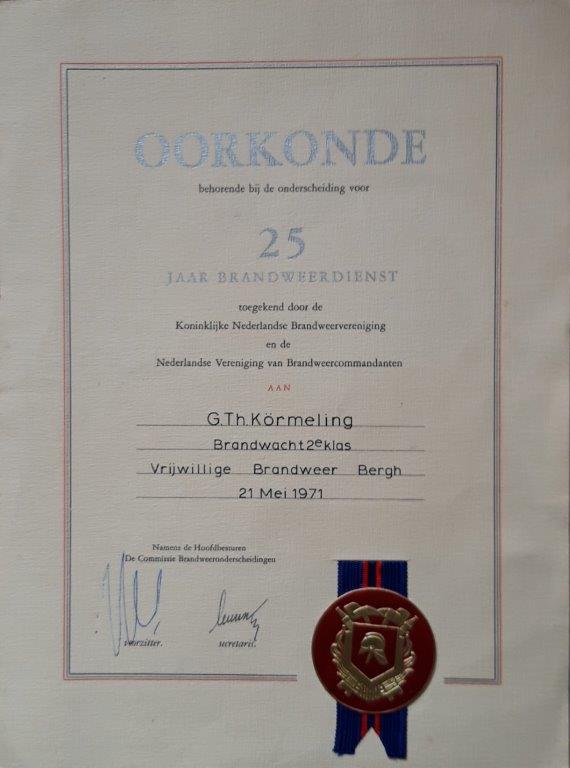 OORKONDE
behorende bij de onderscheiding voor
25
JAAR BRANDWEERDIENST
toegekend door de
Koninklijke Nederlandse Brandweervereniging
en de
Nederlandse Vereniging van Brandweercommandanten
AAN
G.Th.Körmeling
Brandwacht 2e klas
Vrijwillige Brandweer Bergh
21 Mei 1971
Namens de Hoofdbesturen
De Commissie Brandweeronderscheidingen
voorzitter.
secretaris.